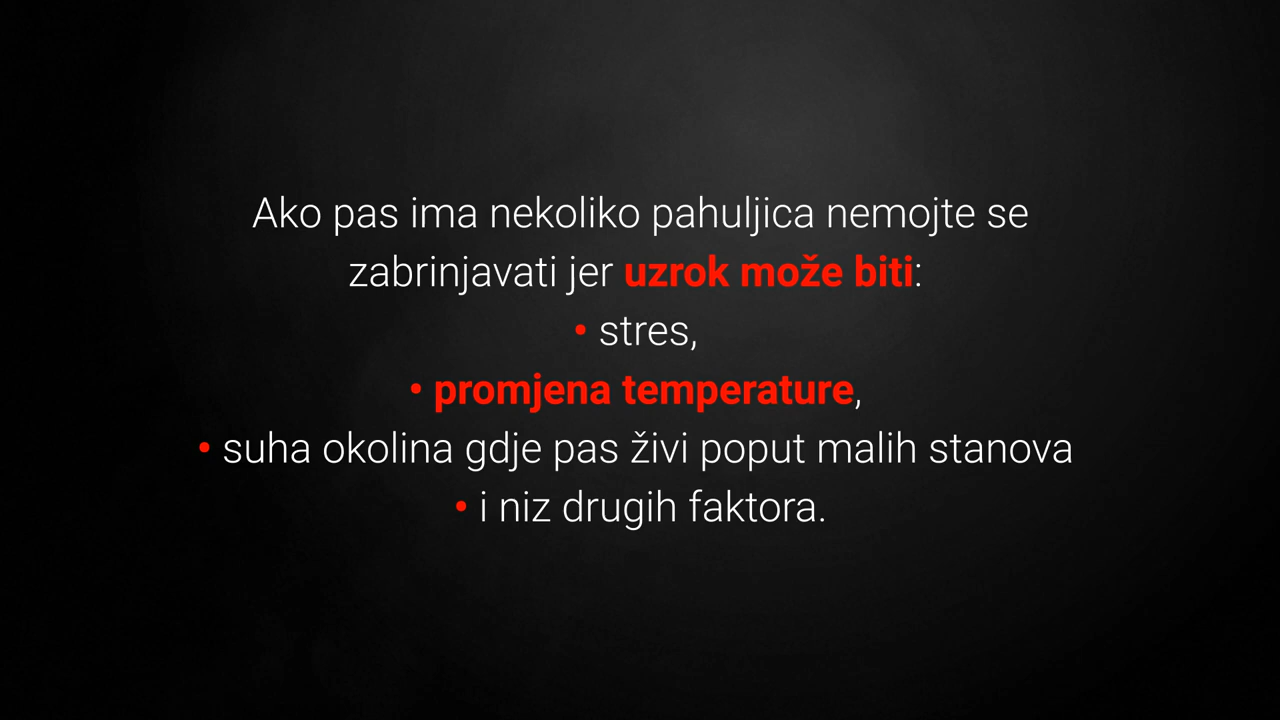 Ako pas ima nekoliko pahuljica nemojte se
zabrinjavati jer uzrok može biti:
• stres,
• promjena temperature,
• suha okolina gdje pas živi poput malih stanova
• i niz drugih faktora.